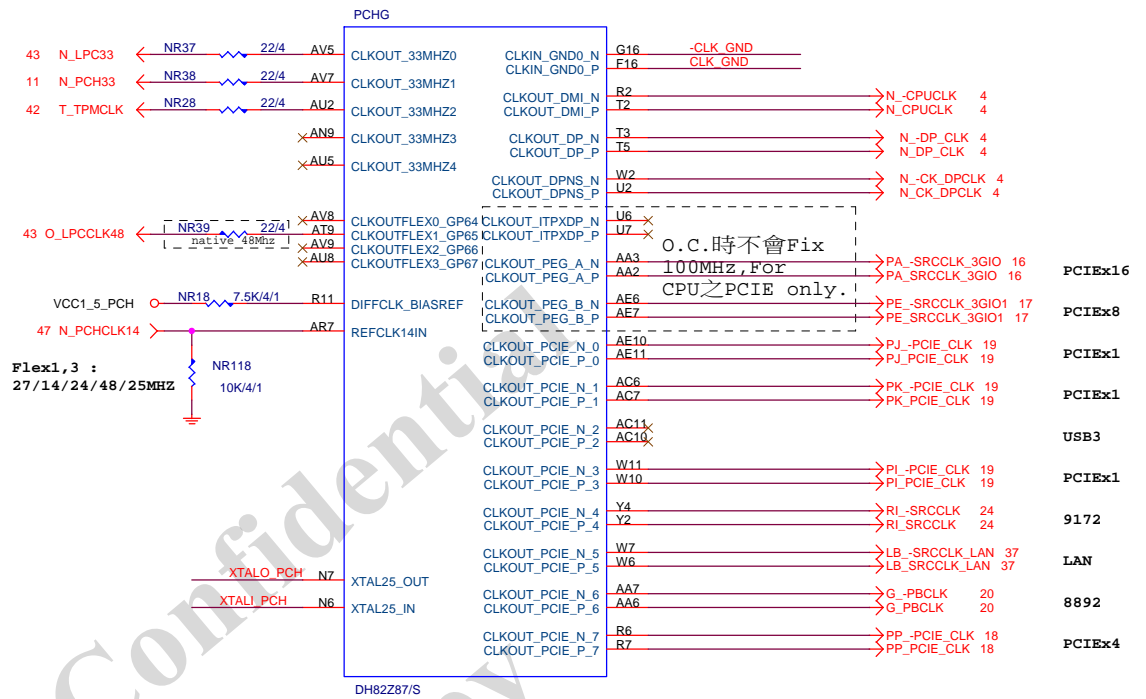 PCHG
43 N_LPC33 NR37 22/4 AV5 CLKOUT_33MHZ0
11 N_PCH33 NR38 22/4 AV7 CLKOUT_33MHZ1
42 T_TPMCLK NR28 22/4 AU2 CLKOUT_33MHZ2
AN9 CLKOUT_33MHZ3
AU5 CLKOUT_33MHZ4
AV8 CLKOUTFLEX0_GP64
43 O_LPCCLK48 NR39 22/4 AT9 CLKOUTFLEX1_GP65
native 48Mhz
AV9 CLKOUTFLEX2_GP66
AU8 CLKOUTFLEX3_GP67
VCC1_5_PCH NR18 7.5K/4/1 R11 DIFFCLK_BIASREF
47 N_PCHCLK14 AR7 REFCLK14IN
Flex1,3 :
27/14/24/48/25MHZ
NR118
10K/4/1
XTALO_PCH N7 XTAL25_OUT
XTALI_PCH N6 XTAL25_IN
CLKIN_GND0_N G16 -CLK_GND
CLKIN_GND0_P F16 CLK_GND
CLKOUT_DMI_N R2 N_-CPUCLK 4
CLKOUT_DMI_P T2 N_CPUCLK 4
CLKOUT_DP_N T3 N_-DP_CLK 4
CLKOUT_DP_P T5 N_DP_CLK 4
CLKOUT_DPNS_N W2 N_-CK_DPCLK 4
CLKOUT_DPNS_P U2 N_CK_DPCLK 4
CLKOUT_ITPXDP_N U6
CLKOUT_ITPXDP_P U7
O.C.時不會Fix
100MHz,For
CPU之PCIE only.
CLKOUT_PEG_A_N AA3 PA_-SRCCLK_3GIO 16
CLKOUT_PEG_A_P AA2 PA_SRCCLK_3GIO 16
PCIEx16
CLKOUT_PEG_B_N AE6 PE_-SRCCLK_3GIO1 17
CLKOUT_PEG_B_P AE7 PE_SRCCLK_3GIO1 17
PCIEx8
CLKOUT_PCIE_N_0 AE10 PJ_-PCIE_CLK 19
CLKOUT_PCIE_P_0 AE11 PJ_PCIE_CLK 19
PCIEx1
CLKOUT_PCIE_N_1 AC6 PK_-PCIE_CLK 19
CLKOUT_PCIE_P_1 AC7 PK_PCIE_CLK 19
PCIEx1
CLKOUT_PCIE_N_2 AC11
CLKOUT_PCIE_P_2 AC10
USB3
CLKOUT_PCIE_N_3 W11 PI_-PCIE_CLK 19
CLKOUT_PCIE_P_3 W10 PI_PCIE_CLK 19
PCIEx1
CLKOUT_PCIE_N_4 Y4 RI_-SRCCLK 24
CLKOUT_PCIE_P_4 Y2 RI_SRCCLK 24
9172
CLKOUT_PCIE_N_5 W7 LB_-SRCCLK_LAN 37
CLKOUT_PCIE_P_5 W6 LB_SRCCLK_LAN 37
LAN
CLKOUT_PCIE_N_6 AA7 G_-PBCLK 20
CLKOUT_PCIE_P_6 AA6 G_PBCLK 20
8892
CLKOUT_PCIE_N_7 R6 PP_-PCIE_CLK 18
CLKOUT_PCIE_P_7 R7 PP_PCIE_CLK 18
PCIEx4
DH82Z87/S
Confidential